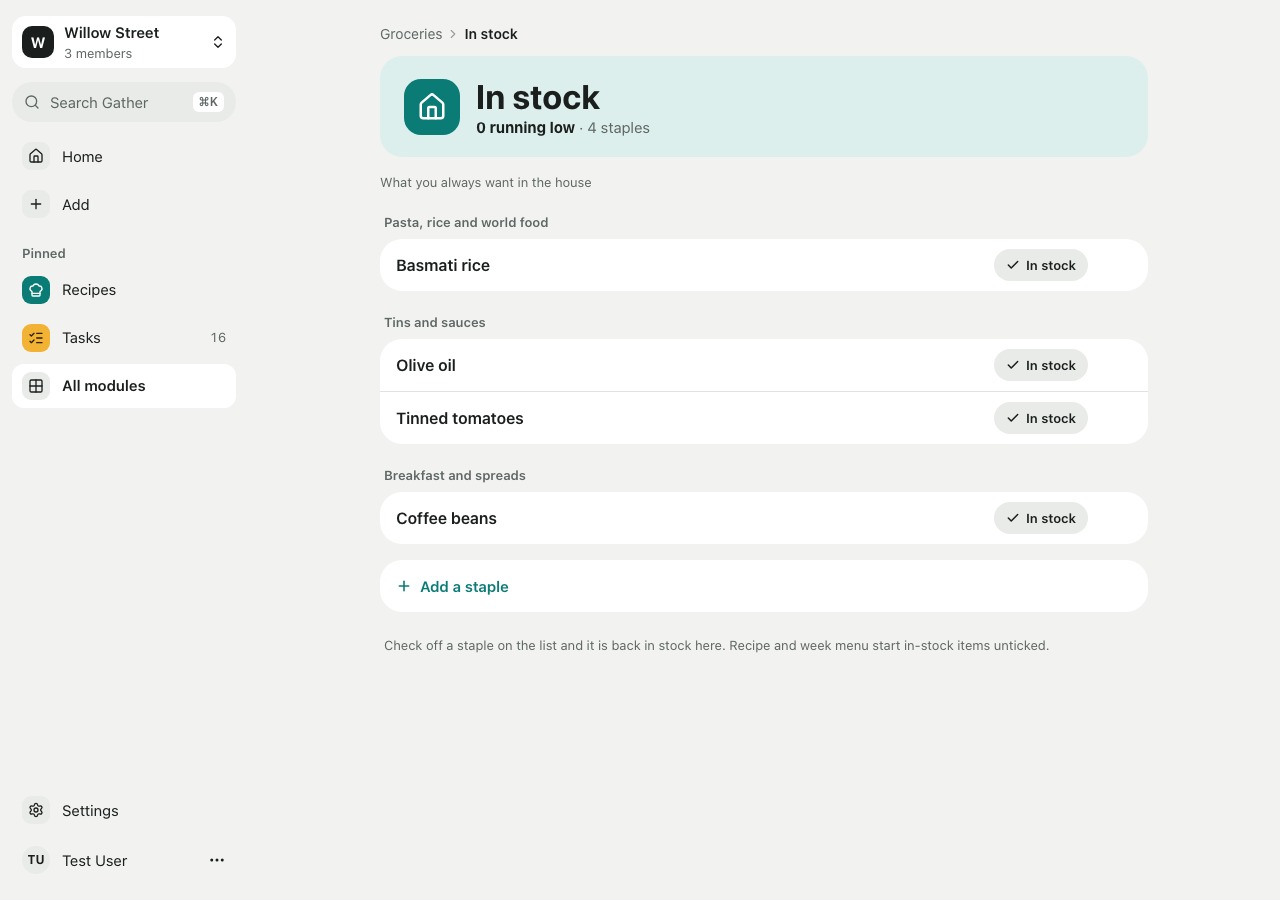 W
Willow Street
3 members
Search Gather
⌘K
Home
Add
Pinned
Recipes
Tasks
16
All modules
Settings
TU
Test User
Groceries
In stock
In stock
0 running low · 4 staples
What you always want in the house
Pasta, rice and world food
Basmati rice
In stock
Tins and sauces
Olive oil
In stock
Tinned tomatoes
In stock
Breakfast and spreads
Coffee beans
In stock
Add a staple
Check off a staple on the list and it is back in stock here. Recipe and week menu start in-stock items unticked.